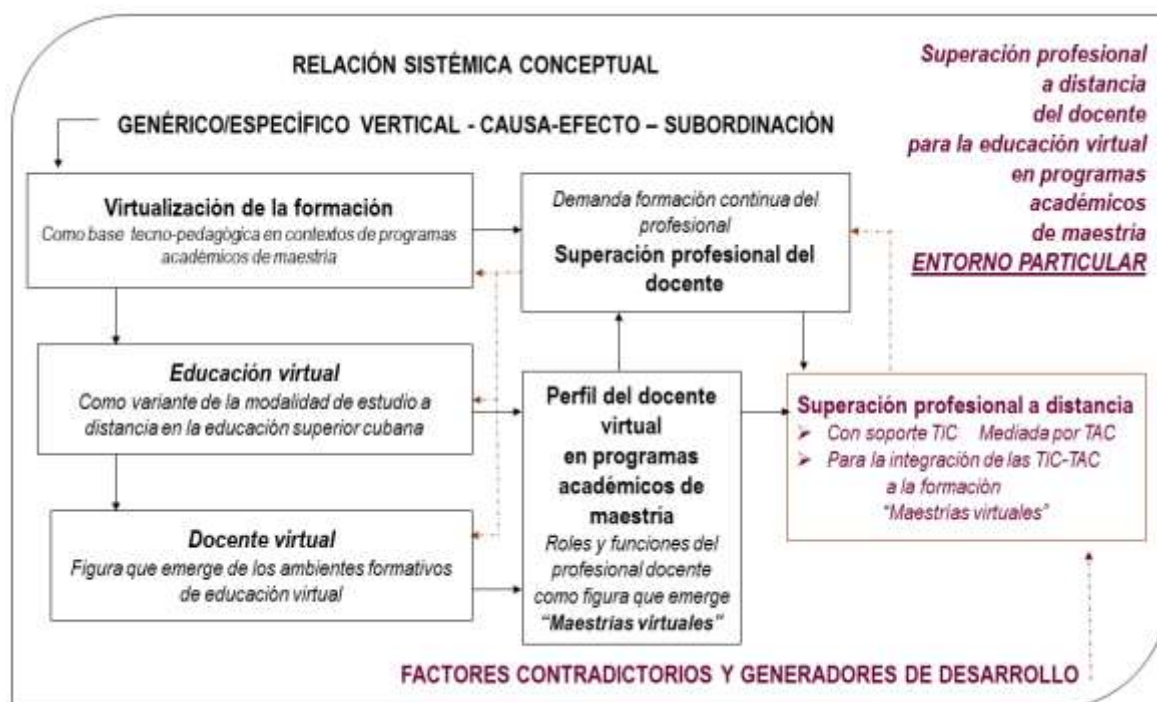 RELACIÓN SISTÉMICA CONCEPTUAL
GENÉRICO/ESPECÍFICO VERTICAL - CAUSA-EFECTO – SUBORDINACIÓN
Superación profesional
a distancia
del docente
para la educación virtual
en programas
académicos
de maestría
ENTORNO PARTICULAR
Virtualización de la formación
Como base tecno-pedagógica en contextos de programas
académicos de maestría
Demanda formación continua del
profesional
Superación profesional del
docente
Educación virtual
Como variante de la modalidad de estudio a
distancia en la educación superior cubana
Perfil del docente
virtual
en programas
académicos de
maestría
Roles y funciones del
profesional docente
como figura que emerge
“Maestrías virtuales”
Superación profesional a distancia
➢ Con soporte TIC Mediada por TAC
➢ Para la integración de las TIC-TAC
a la formación
“Maestrías virtuales”
Docente virtual
Figura que emerge de los ambientes formativos
de educación virtual
FACTORES CONTRADICTORIOS Y GENERADORES DE DESARROLLO